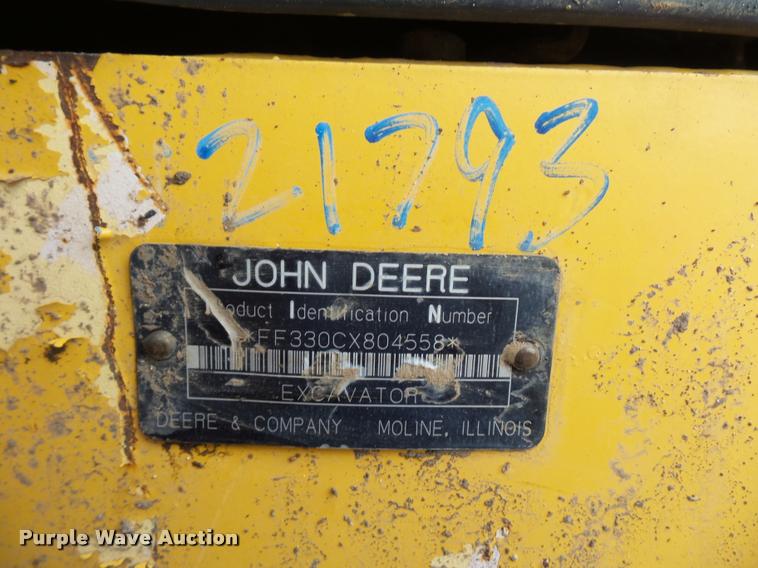 21793
JOHN DEERE
Product Identification Number
*FF330CX804558*
EXCAVATOR
DEERE & COMPANY MOLINE, ILLINOIS
Purple Wave Auction